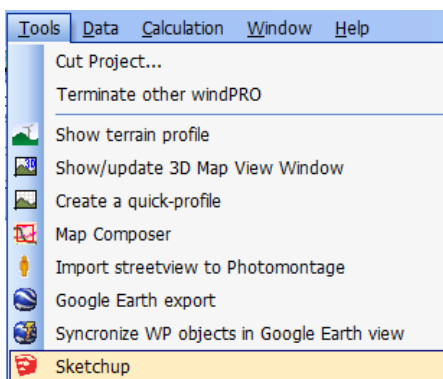 Tools Data Calculation Window Help
Cut Project...
Terminate other windPRO
Show terrain profile
Show/update 3D Map View Window
Create a quick-profile
Map Composer
Import streetview to Photomontage
Google Earth export
Syncronize WP objects in Google Earth view
Sketchup